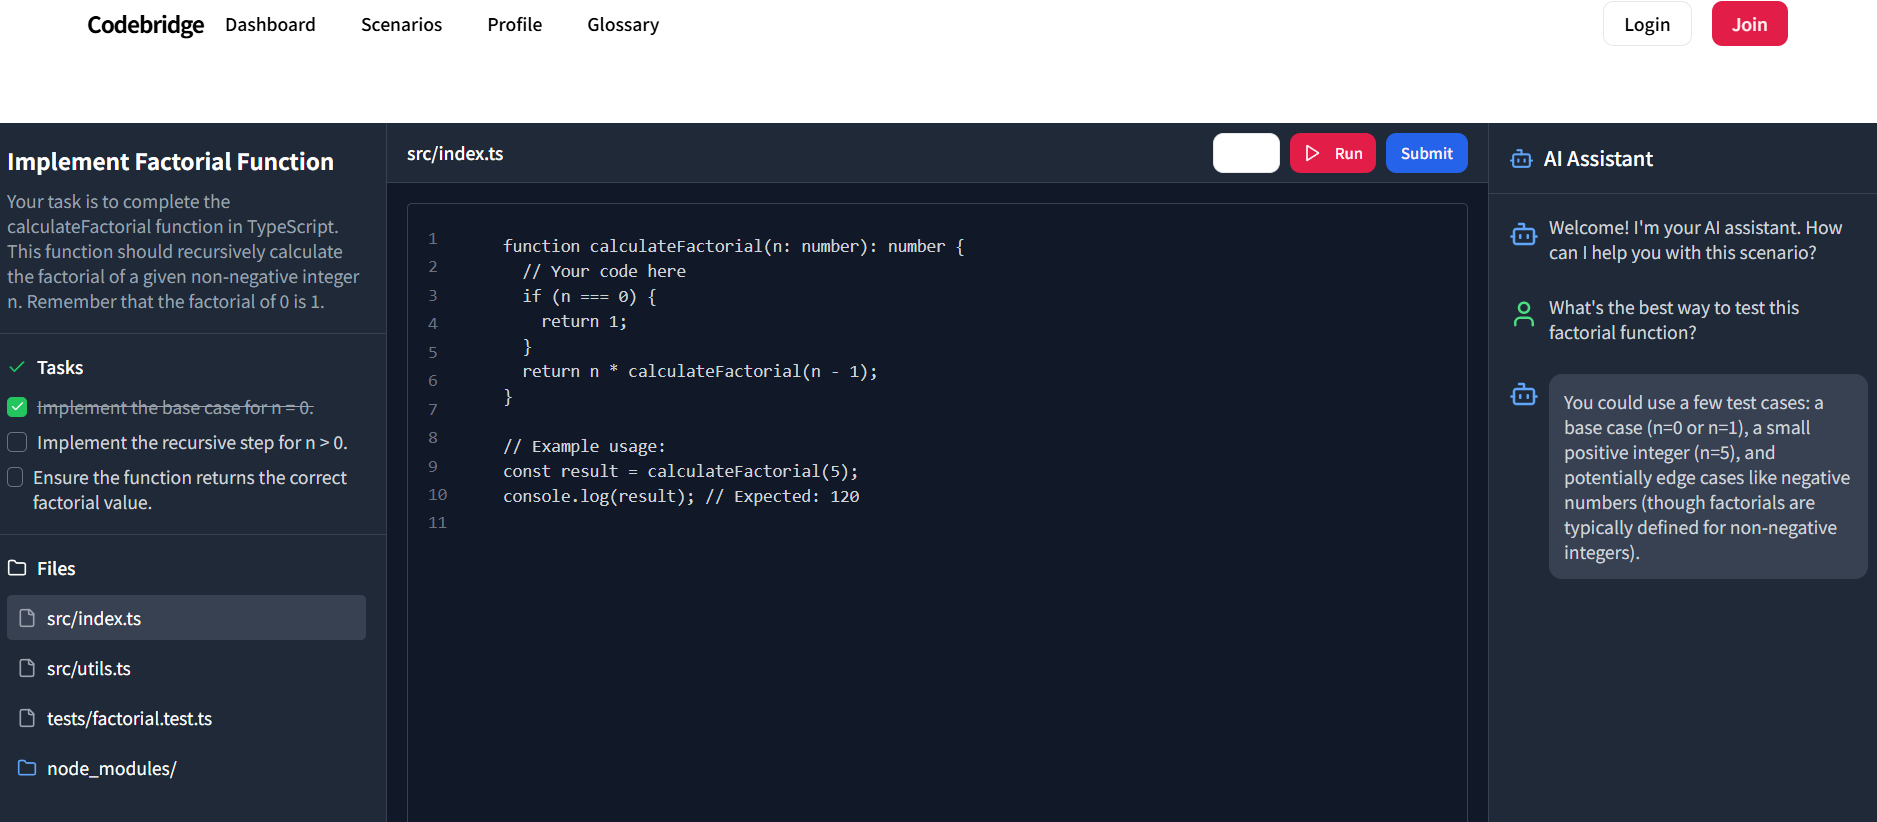 Codebridge Dashboard Scenarios Profile Glossary Login Join
Implement Factorial Function
Your task is to complete the
calculateFactorial function in TypeScript.
This function should recursively calculate
the factorial of a given non-negative integer
n. Remember that the factorial of 0 is 1.
Tasks
Implement the base case for n = 0.
Implement the recursive step for n > 0.
Ensure the function returns the correct
factorial value.
Files
src/index.ts
src/utils.ts
tests/factorial.test.ts
node_modules/
src/index.ts Run Submit
1 function calculateFactorial(n: number): number {
2 // Your code here
3 if (n === 0) {
4 return 1;
5 }
6 return n * calculateFactorial(n - 1);
7 }
8
9 // Example usage:
10 const result = calculateFactorial(5);
11 console.log(result); // Expected: 120
AI Assistant
Welcome! I'm your AI assistant. How
can I help you with this scenario?
What's the best way to test this
factorial function?
You could use a few test cases: a
base case (n=0 or n=1), a small
positive integer (n=5), and
potentially edge cases like negative
numbers (though factorials are
typically defined for non-negative
integers).